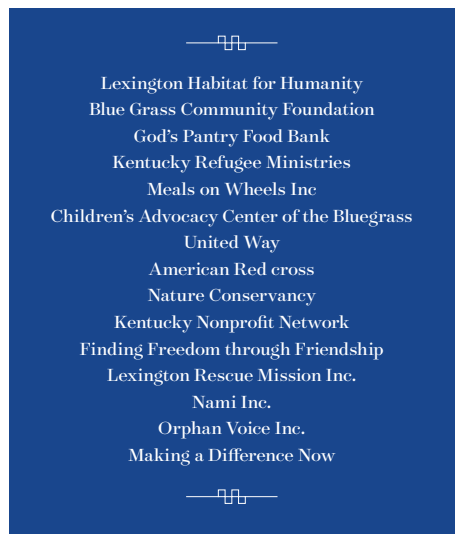 Lexington Habitat for Humanity
Blue Grass Community Foundation
God's Pantry Food Bank
Kentucky Refugee Ministries
Meals on Wheels Inc
Children's Advocacy Center of the Bluegrass
United Way
American Red cross
Nature Conservancy
Kentucky Nonprofit Network
Finding Freedom through Friendship
Lexington Rescue Mission Inc.
Nami Inc.
Orphan Voice Inc.
Making a Difference Now